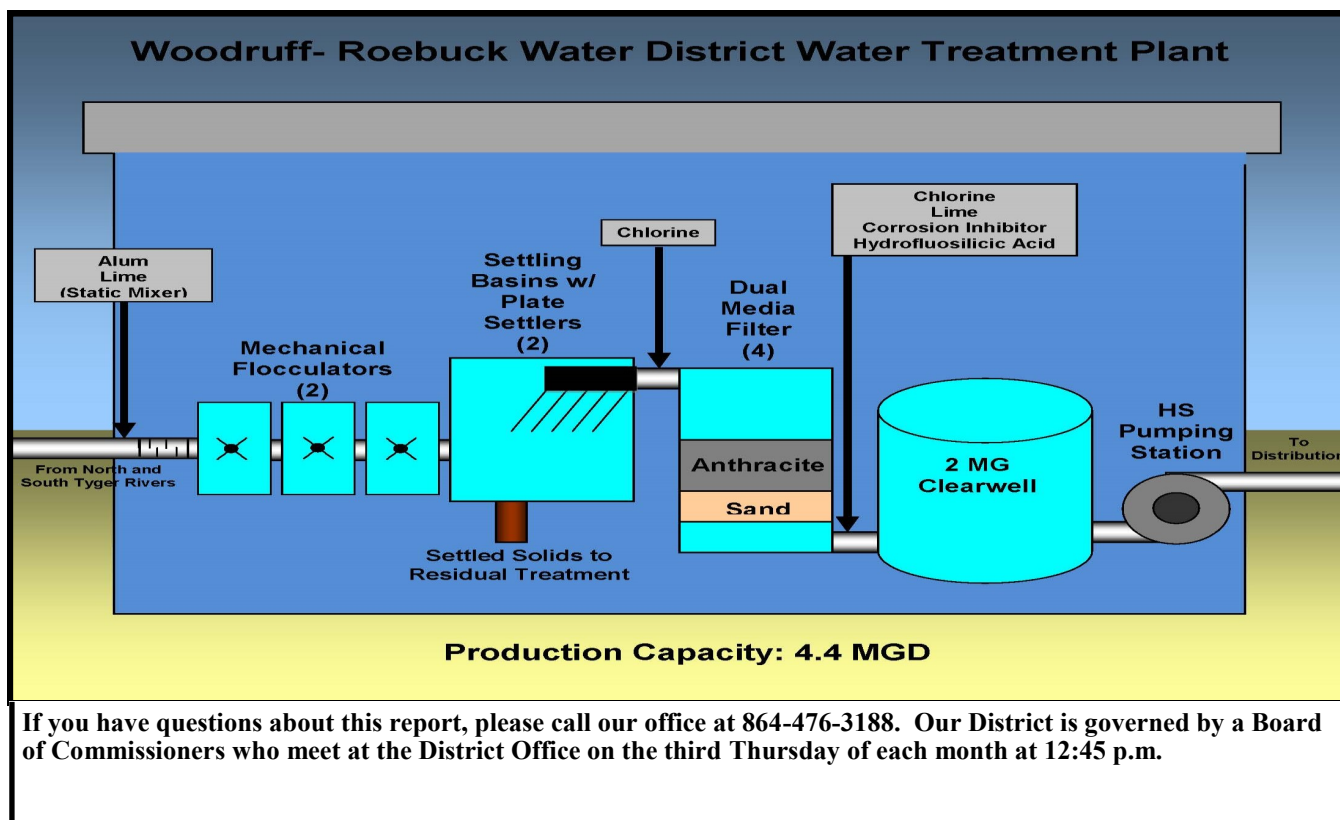 Woodruff- Roebuck Water District Water Treatment Plant
Alum
Lime
(Static Mixer)
Mechanical
Flocculators
(2)
Settling
Basins w/
Plate
Settlers
(2)
Chlorine
Dual
Media
Filter
(4)
Chlorine
Lime
Corrosion Inhibitor
Hydrofluosilicic Acid
From North and
South Tyger Rivers
Anthracite
Sand
2 MG
Clearwell
HS
Pumping
Station
To
Distribution
Settled Solids to
Residual Treatment
Production Capacity: 4.4 MGD
If you have questions about this report, please call our office at 864-476-3188.  Our District is governed by a Board
of Commissioners who meet at the District Office on the third Thursday of each month at 12:45 p.m.